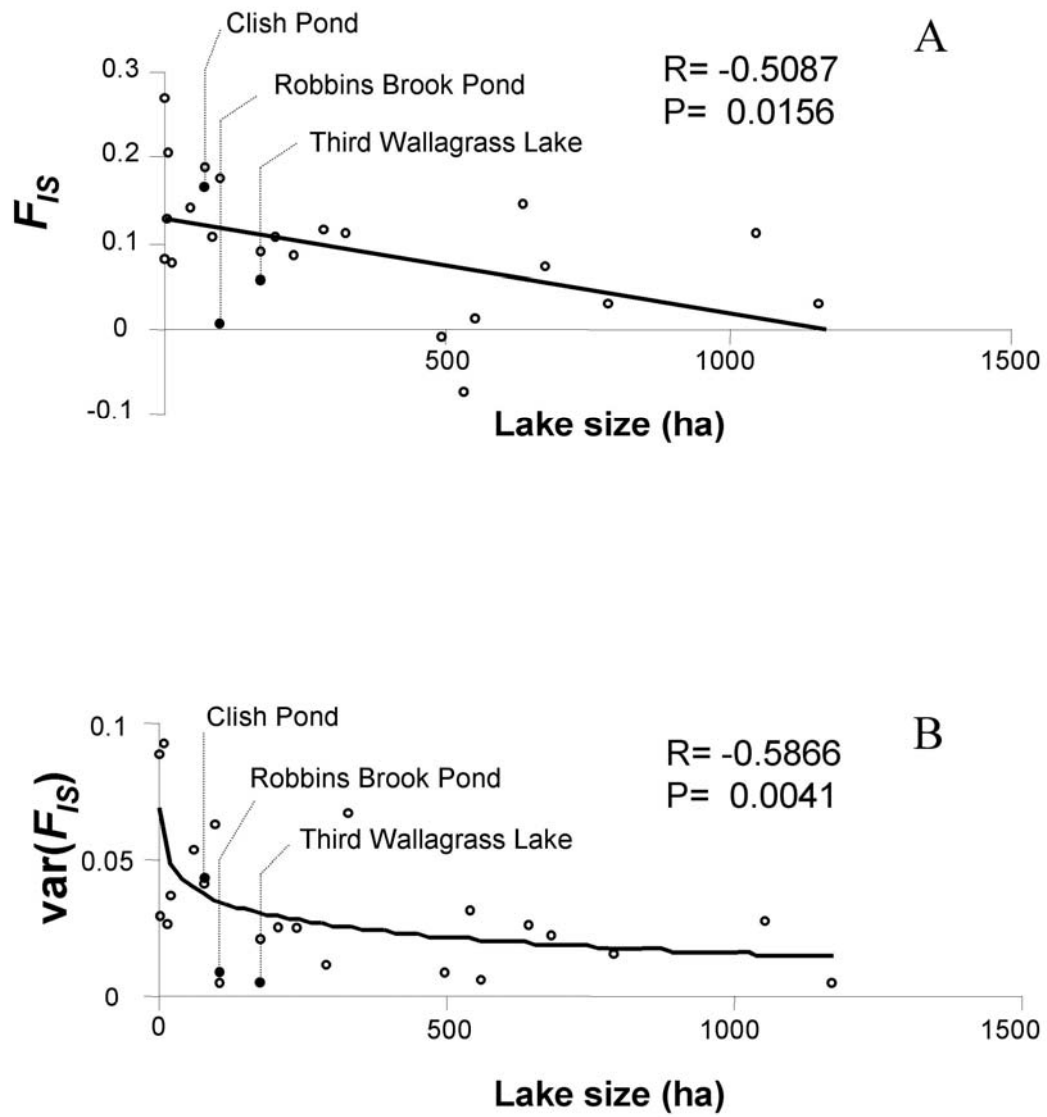 Clish Pond
A
0.3
R= -0.5087
Robbins Brook Pond
P= 0.0156
0.2
Third Wallagrass Lake
F_IS
0.1
0
500
1000
1500
-0.1
Lake size (ha)
Clish Pond
B
0.1
R= -0.5866
Robbins Brook Pond
P= 0.0041
Third Wallagrass Lake
var(F_IS)
0.05
0
0
500
1000
1500
Lake size (ha)